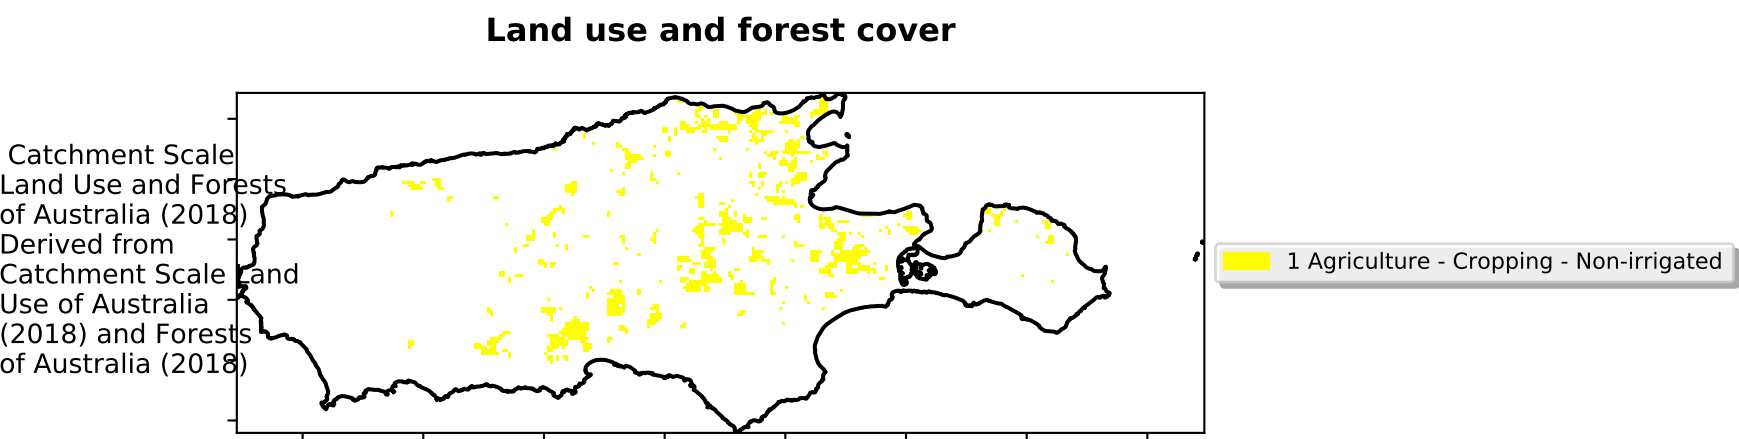 Land use and forest cover
Catchment Scale
Land Use and Forests
of Australia (2018)
Derived from
Catchment Scale Land
Use of Australia
(2018) and Forests
of Australia (2018)
1 Agriculture - Cropping - Non-irrigated